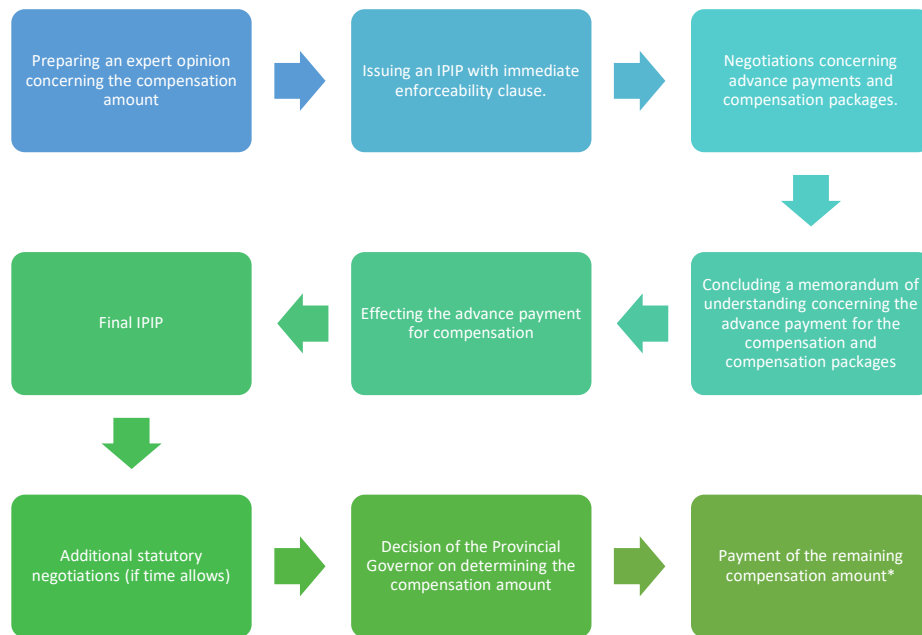 Preparing an expert opinion
concerning the compensation
amount
Issuing an IPIP with immediate
enforceability clause.
Negotiations concerning
advance payments and
compensation packages.
Concluding a memorandum of
understanding concerning the
advance payment for the
compensation and
compensation packages
Effecting the advance payment
for compensation
Final IPIP
Additional statutory
negotiations (if time allows)
Decision of the Provincial
Governor on determining the
compensation amount
Payment of the remaining
compensation amount*